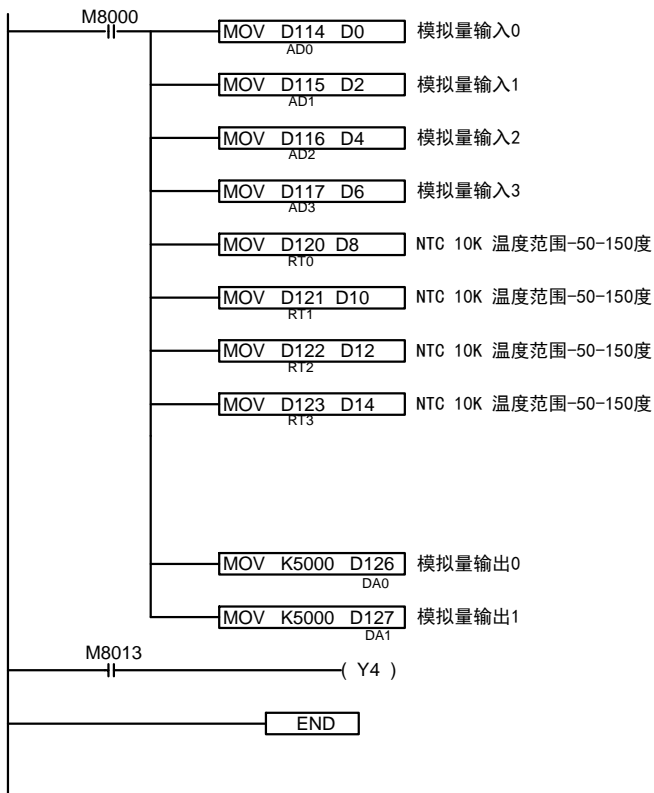 M8000
MOV D114 D0 模拟量输入0
AD0
MOV D115 D2 模拟量输入1
AD1
MOV D116 D4 模拟量输入2
AD2
MOV D117 D6 模拟量输入3
AD3
MOV D120 D8 NTC 10K 温度范围-50-150度
RT0
MOV D121 D10 NTC 10K 温度范围-50-150度
RT1
MOV D122 D12 NTC 10K 温度范围-50-150度
RT2
MOV D123 D14 NTC 10K 温度范围-50-150度
RT3
MOV K5000 D126 模拟量输出0
DA0
MOV K5000 D127 模拟量输出1
DA1
M8013
( Y4 )
END